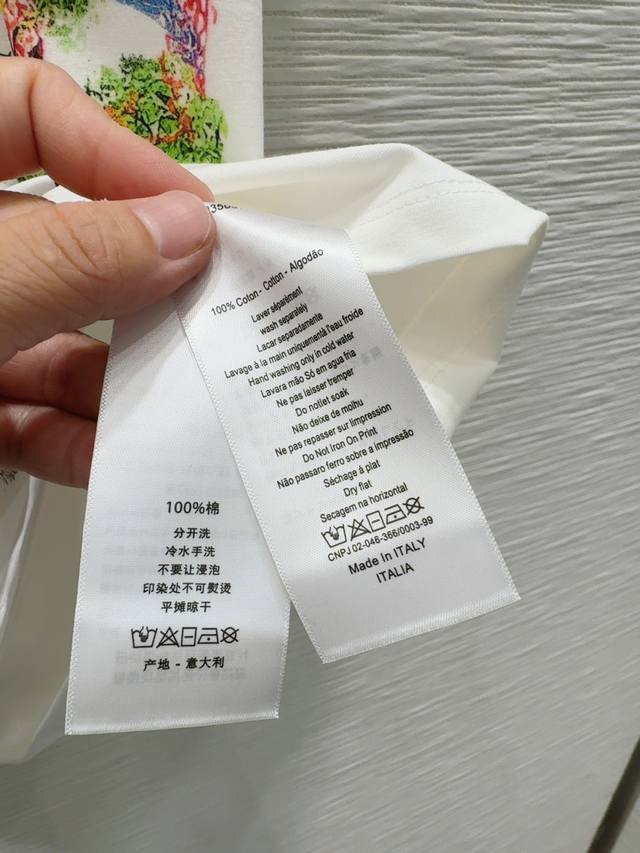 100% Coton - Cotton - Algodão
Laver séparément
wash separately
Lacar separadamente
Lavage à la main uniquementà l'eau froide
Hand washing only in cold water
Lavara mão Só em agua fria
Ne pas laisser tremper
Do notlet soak
Não deixe de molhu
Ne pas repasser sur limpression
Do Not Iron On Print
Não passaro ferro sobre a impressão
Séchage à plat
Dry flat
Secagem na horizontal
CNPJ 02-046-366/0003-99
Made In ITALY
ITALIA
100%棉
分开洗
冷水手洗
不要让浸泡
印染处不可熨烫
平摊晾干
产地 - 意大利